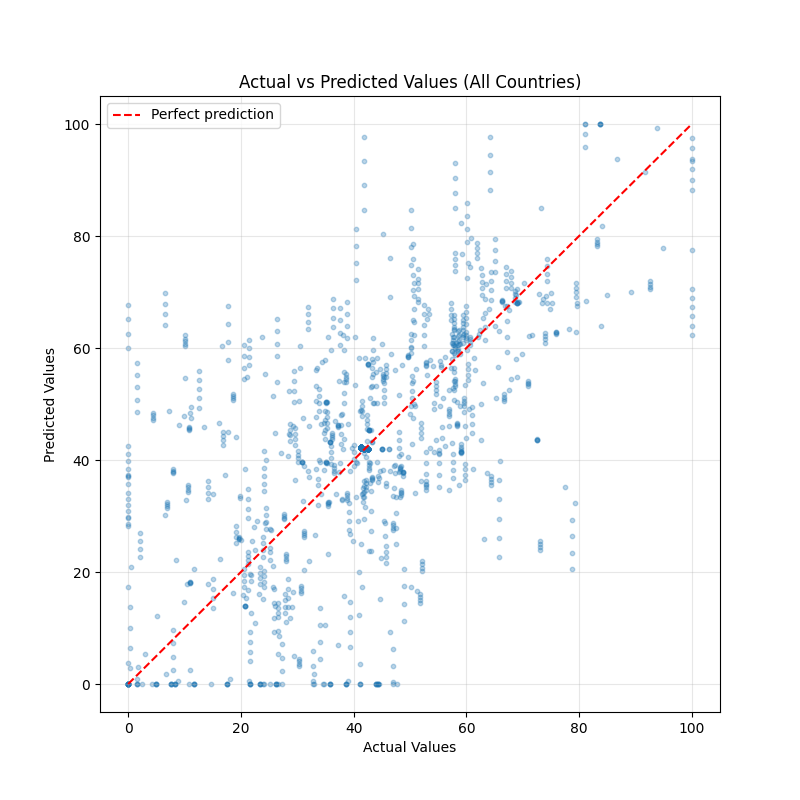 Actual vs Predicted Values (All Countries)
Perfect prediction
100
80
60
40
20
0
Predicted Values
0 20 40 60 80 100
Actual Values